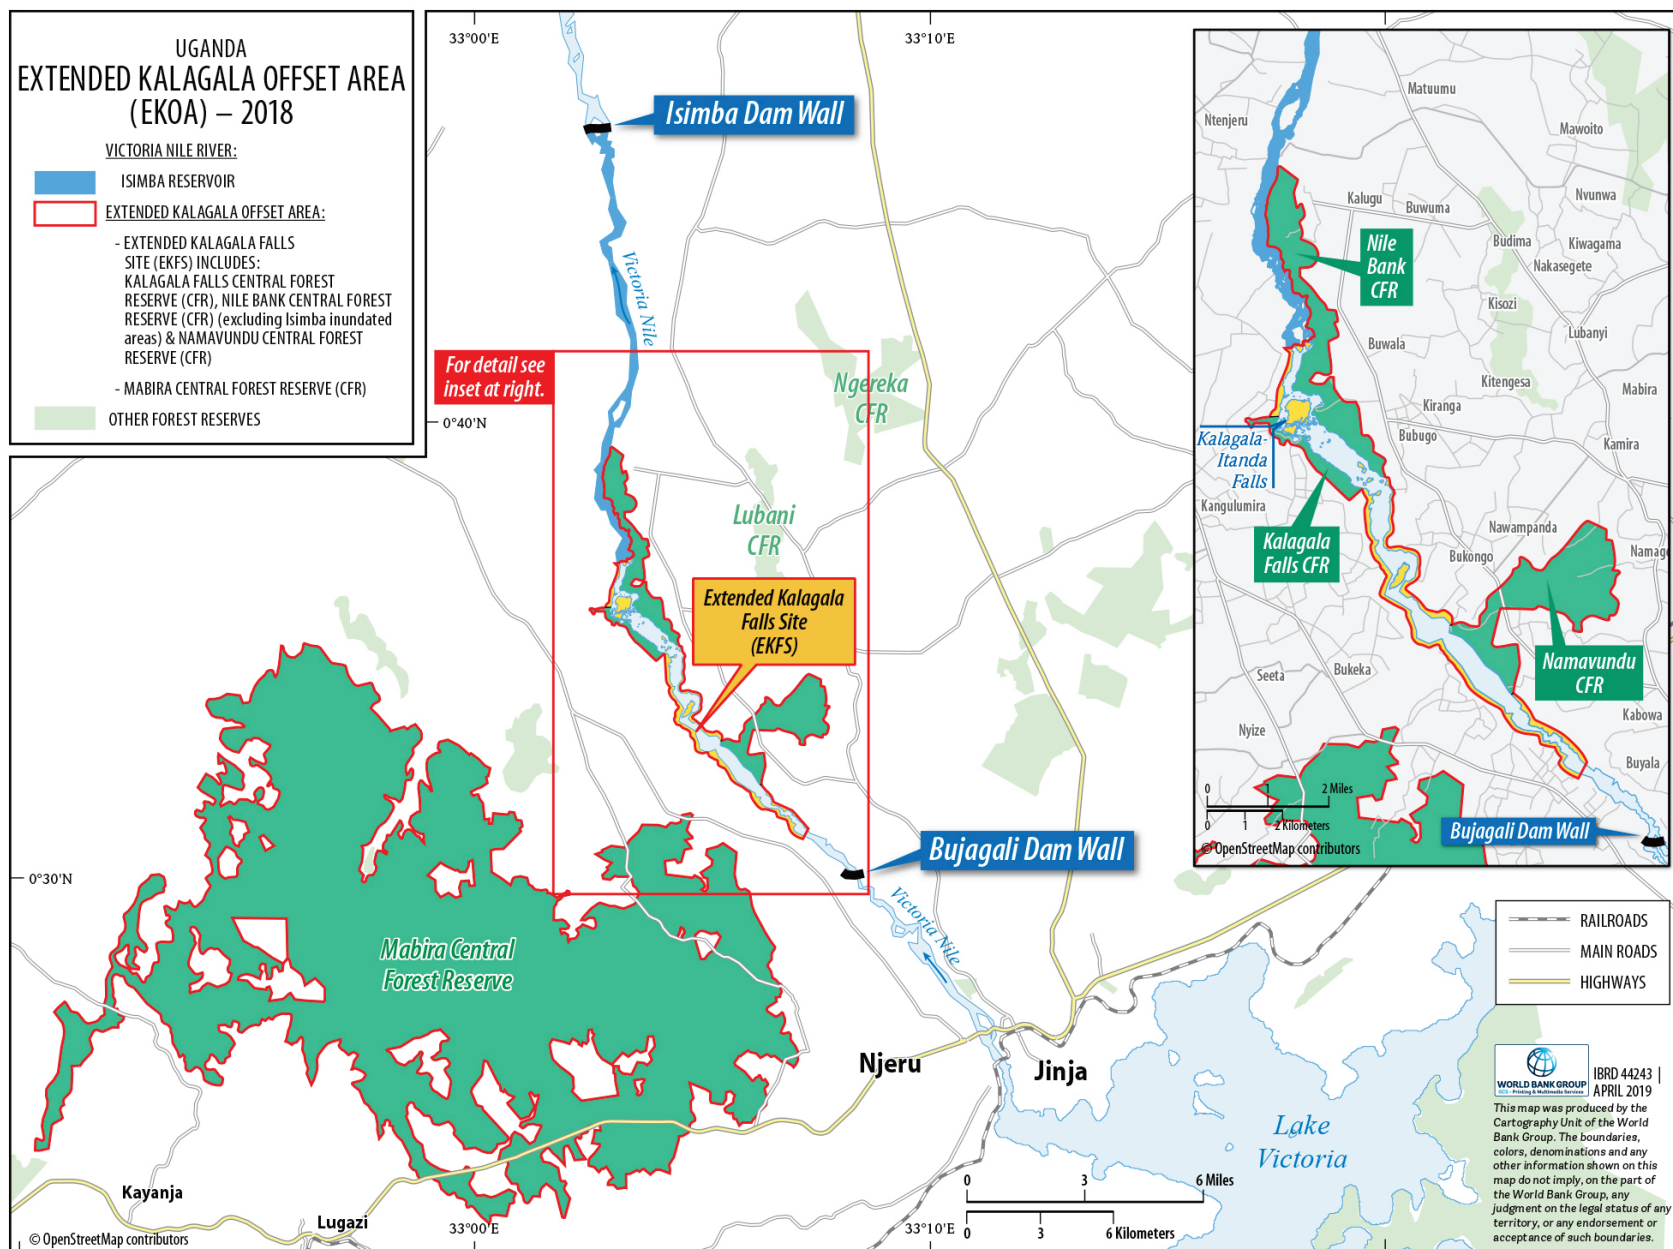 UGANDA
EXTENDED KALAGALA OFFSET AREA
(EKOA) – 2018
VICTORIA NILE RIVER:
ISIMBA RESERVOIR
EXTENDED KALAGALA OFFSET AREA:
- EXTENDED KALAGALA FALLS
SITE (EKFS) INCLUDES:
KALAGALA FALLS CENTRAL FOREST
RESERVE (CFR), NILE BANK CENTRAL FOREST
RESERVE (CFR) (excluding Isimba inundated
areas) & NAMAVUNDU CENTRAL FOREST
RESERVE (CFR)
- MABIRA CENTRAL FOREST RESERVE (CFR)
OTHER FOREST RESERVES
33°00'E
33°10'E
Isimba Dam Wall
Victoria Nile
For detail see
inset at right.
0°40'N
Ngereka
CFR
Lubani
CFR
Extended Kalagala
Falls Site
(EKFS)
Bujagali Dam Wall
0°30'N
Victoria Nile
Mabira Central
Forest Reserve
Njeru
Jinja
Lake
Victoria
Kayanja
Lugazi
33°00'E
33°10'E
0 3 6 Miles
0 3 6 Kilometers
© OpenStreetMap contributors
Matuumu
Ntenjeru
Mawoito
Kalugu
Buwuma
Nvunwa
Nile
Bank
CFR
Budima
Kiwagama
Nakasegete
Kisozi
Lubanyi
Buwala
Kitengesa
Mabira
Kiranga
Kalagala-
Itanda
Falls
Bubugo
Kamira
Kangulumira
Nawampanda
Kalagala
Falls CFR
Bukongo
Namag
Namavundu
CFR
Seeta
Bukeka
Kabowa
Nyize
Buyala
0 1 2 Miles
0 1 2 Kilometers
Bujagali Dam Wall
© OpenStreetMap contributors
RAILROADS
MAIN ROADS
HIGHWAYS
WORLD BANK GROUP
GCS - Printing & Multimedia Services
IBRD 44243 |
APRIL 2019
This map was produced by the
Cartography Unit of the World
Bank Group. The boundaries,
colors, denominations and any
other information shown on this
map do not imply, on the part of
the World Bank Group, any
judgment on the legal status of any
territory, or any endorsement or
acceptance of such boundaries.